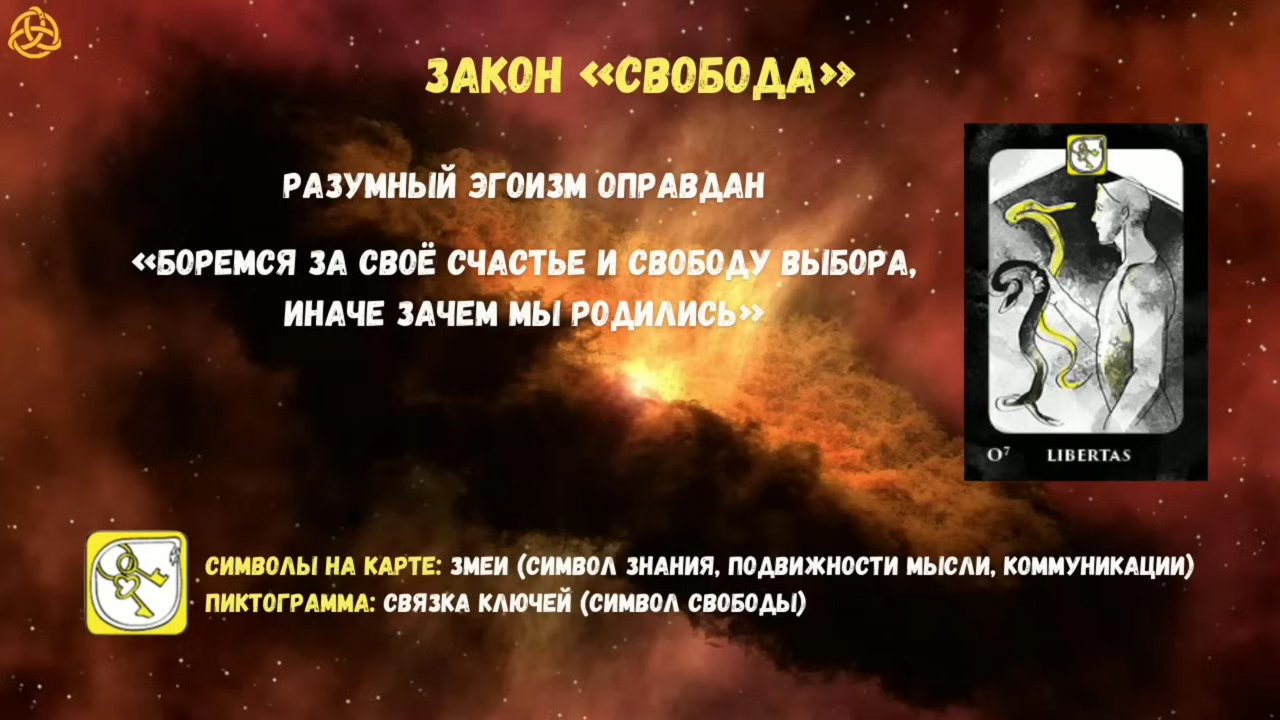 ЗАКОН «СВОБОДА»
РАЗУМНЫЙ ЭГОИЗМ ОПРАВДАН
«БОРЕМСЯ ЗА СВОЁ СЧАСТЬЕ И СВОБОДУ ВЫБОРА,
ИНАЧЕ ЗАЧЕМ МЫ РОДИЛИСЬ»
O⁷ LIBERTAS
СИМВОЛЫ НА КАРТЕ: ЗМЕИ (СИМВОЛ ЗНАНИЯ, ПОДВИЖНОСТИ МЫСЛИ, КОММУНИКАЦИИ)
ПИКТОГРАММА: СВЯЗКА КЛЮЧЕЙ (СИМВОЛ СВОБОДЫ)